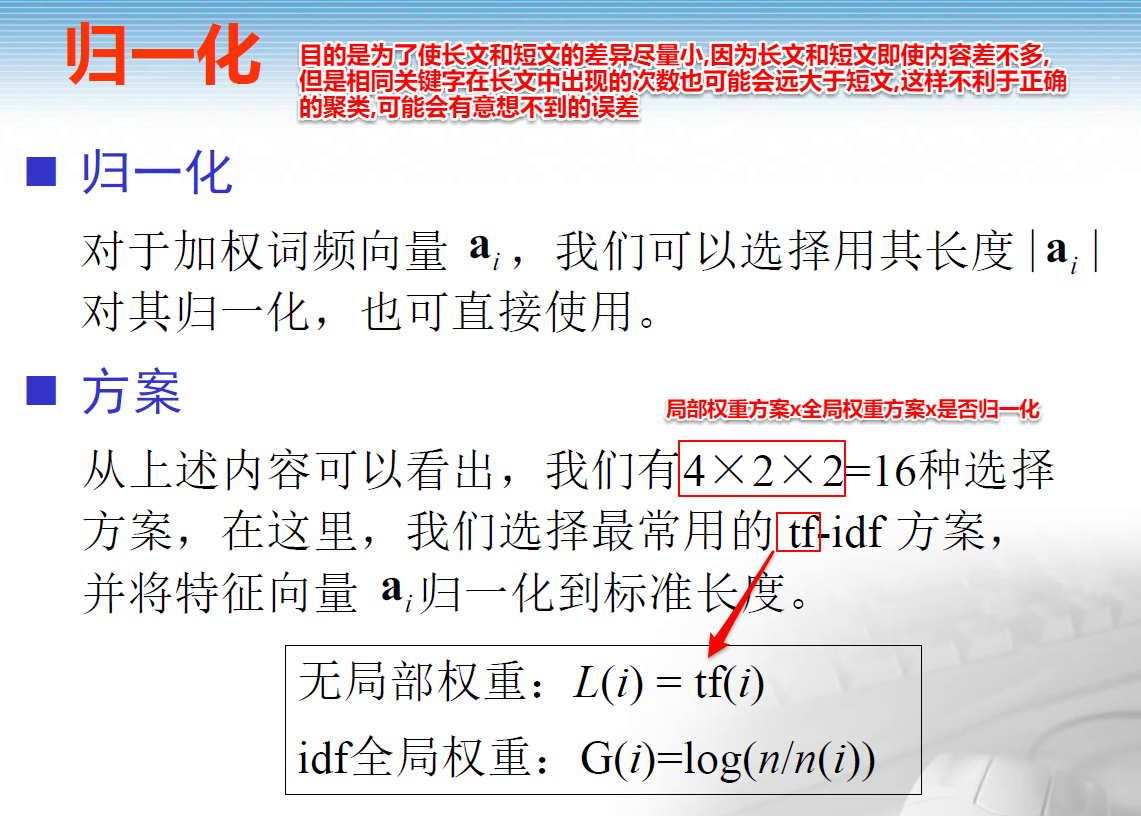 归一化
目的是为了使长文和短文的差异尽量小,因为长文和短文即使内容差不多,
但是相同关键字在长文中出现的次数也可能会远大于短文,这样不利于正确
的聚类,可能会有意想不到的误差
■ 归一化
对于加权词频向量 aᵢ，我们可以选择用其长度|aᵢ|
对其归一化，也可直接使用。
■ 方案
局部权重方案x全局权重方案x是否归一化
从上述内容可以看出，我们有4×2×2=16种选择
方案，在这里，我们选择最常用的 tf-idf 方案，
并将特征向量 aᵢ归一化到标准长度。
无局部权重：L(i) = tf(i)
idf全局权重：G(i)=log(n/n(i))